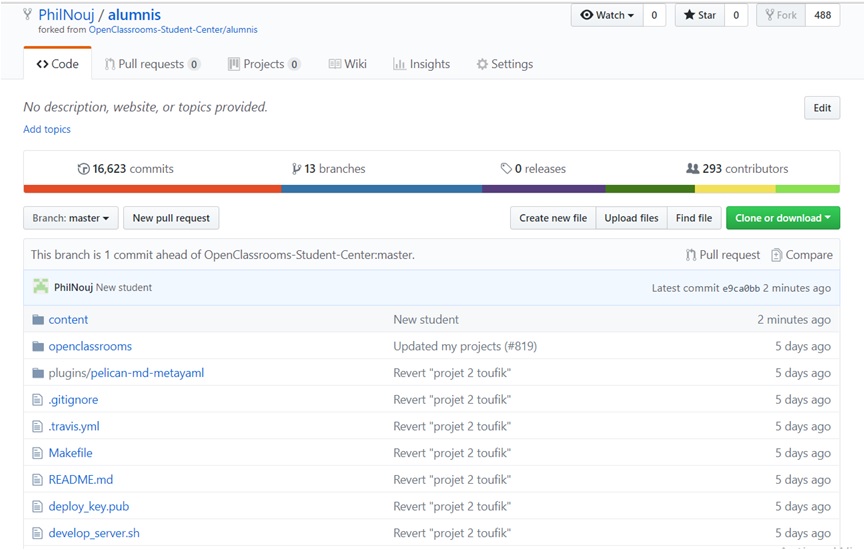 PhilNouj / alumnis
forked from OpenClassrooms-Student-Center/alumnis
Watch 0 Star 0 Fork 488
Code Pull requests 0 Projects 0 Wiki Insights Settings
No description, website, or topics provided. Edit
Add topics
16,623 commits 13 branches 0 releases 293 contributors
Branch: master New pull request Create new file Upload files Find file Clone or download
This branch is 1 commit ahead of OpenClassrooms-Student-Center:master. Pull request Compare
PhilNouj New student Latest commit e9ca0bb 2 minutes ago
content New student 2 minutes ago
openclassrooms Updated my projects (#819) 5 days ago
plugins/pelican-md-metayaml Revert "projet 2 toufik" 5 days ago
.gitignore Revert "projet 2 toufik" 5 days ago
.travis.yml Revert "projet 2 toufik" 5 days ago
Makefile Revert "projet 2 toufik" 5 days ago
README.md Revert "projet 2 toufik" 5 days ago
deploy_key.pub Revert "projet 2 toufik" 5 days ago
develop_server.sh Revert "projet 2 toufik" 5 days ago